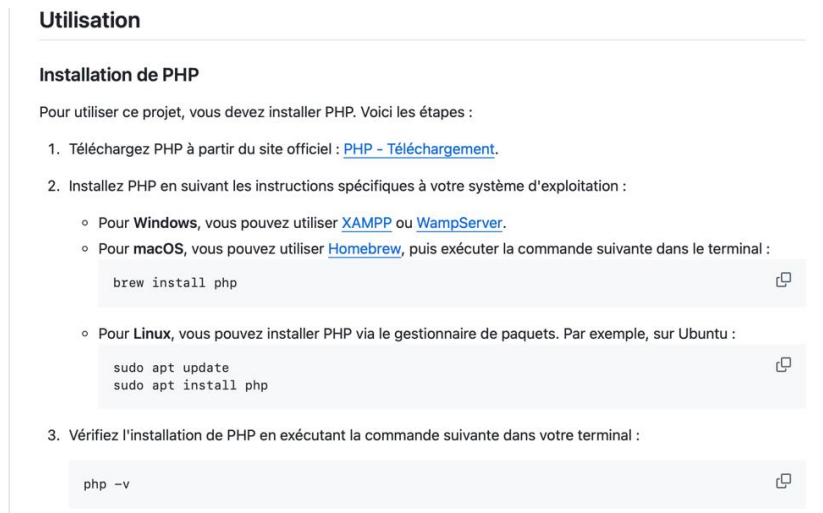 Utilisation
Installation de PHP
Pour utiliser ce projet, vous devez installer PHP. Voici les étapes :
1. Téléchargez PHP à partir du site officiel : PHP - Téléchargement.
2. Installez PHP en suivant les instructions spécifiques à votre système d'exploitation :
Pour Windows, vous pouvez utiliser XAMPP ou WampServer.
Pour macOS, vous pouvez utiliser Homebrew, puis exécuter la commande suivante dans le terminal :
brew install php
Pour Linux, vous pouvez installer PHP via le gestionnaire de paquets. Par exemple, sur Ubuntu :
sudo apt update
sudo apt install php
3. Vérifiez l'installation de PHP en exécutant la commande suivante dans votre terminal :
php -v